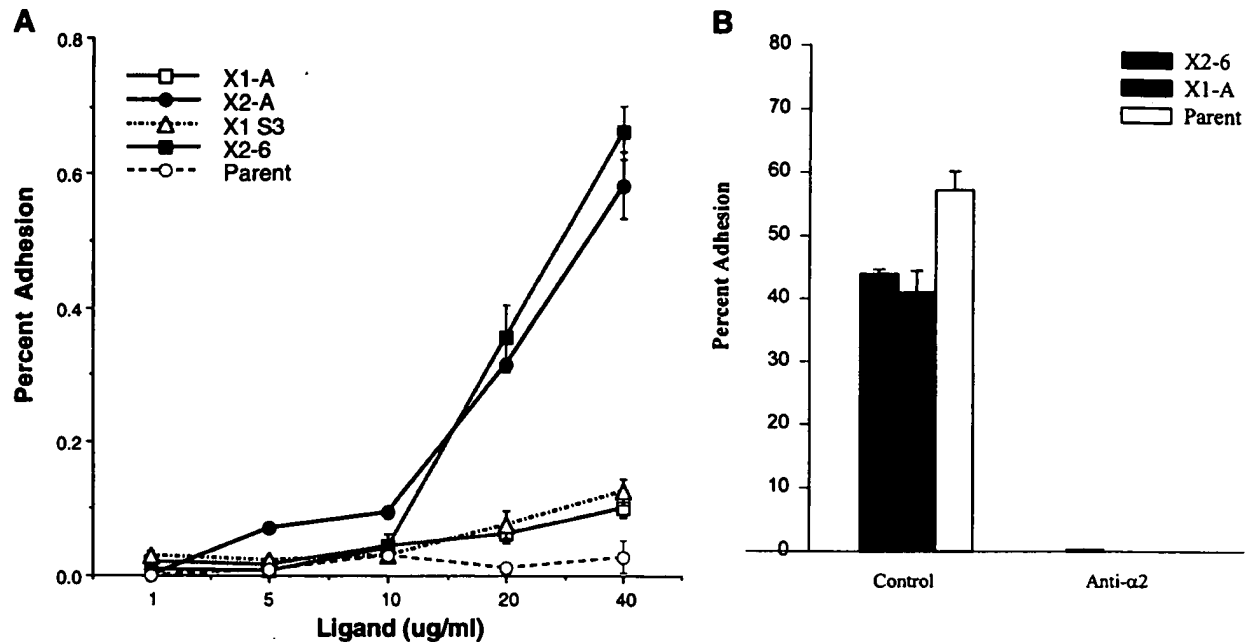 A
Percent Adhesion
0.8
0.6
0.4
0.2
0.0
X1-A
X2-A
X1 S3
X2-6
Parent
1 5 10 20 40
Ligand (ug/ml)
B
Percent Adhesion
80
70
60
50
40
30
20
10
0
X2-6
X1-A
Parent
Control Anti-α2